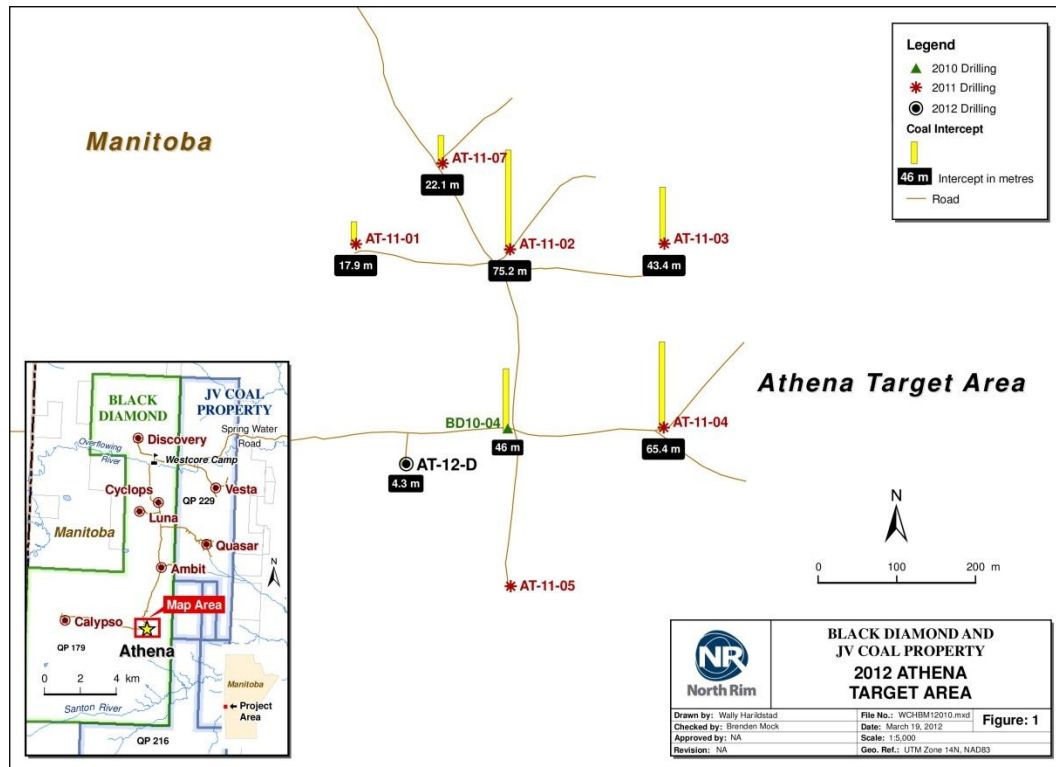 Manitoba
Legend
2010 Drilling
2011 Drilling
2012 Drilling
Coal Intercept
46 m Intercept in metres
Road
AT-11-07
22.1 m
AT-11-01
17.9 m
AT-11-02
75.2 m
AT-11-03
43.4 m
Athena Target Area
BD10-04
46 m
AT-11-04
65.4 m
AT-12-D
4.3 m
AT-11-05
N
0 100 200 m
BLACK
DIAMOND
JV COAL
PROPERTY
Spring Water
Road
Discovery
Overflowing
River
Westcore Camp
Cyclops
QP 229
Vesta
Luna
Manitoba
Quasar
N
Ambit
Map Area
Calypso
Athena
QP 179
0 2 4 km
Manitoba
Project
Area
Santon River
QP 216
NR
North Rim
BLACK DIAMOND AND
JV COAL PROPERTY
2012 ATHENA
TARGET AREA
Drawn by: Wally Harildstad
Checked by: Brenden Mock
Approved by: NA
Revision: NA
File No.: WCHBM12010.mxd
Date: March 19, 2012
Scale: 1:5,000
Geo. Ref.: UTM Zone 14N, NAD83
Figure: 1